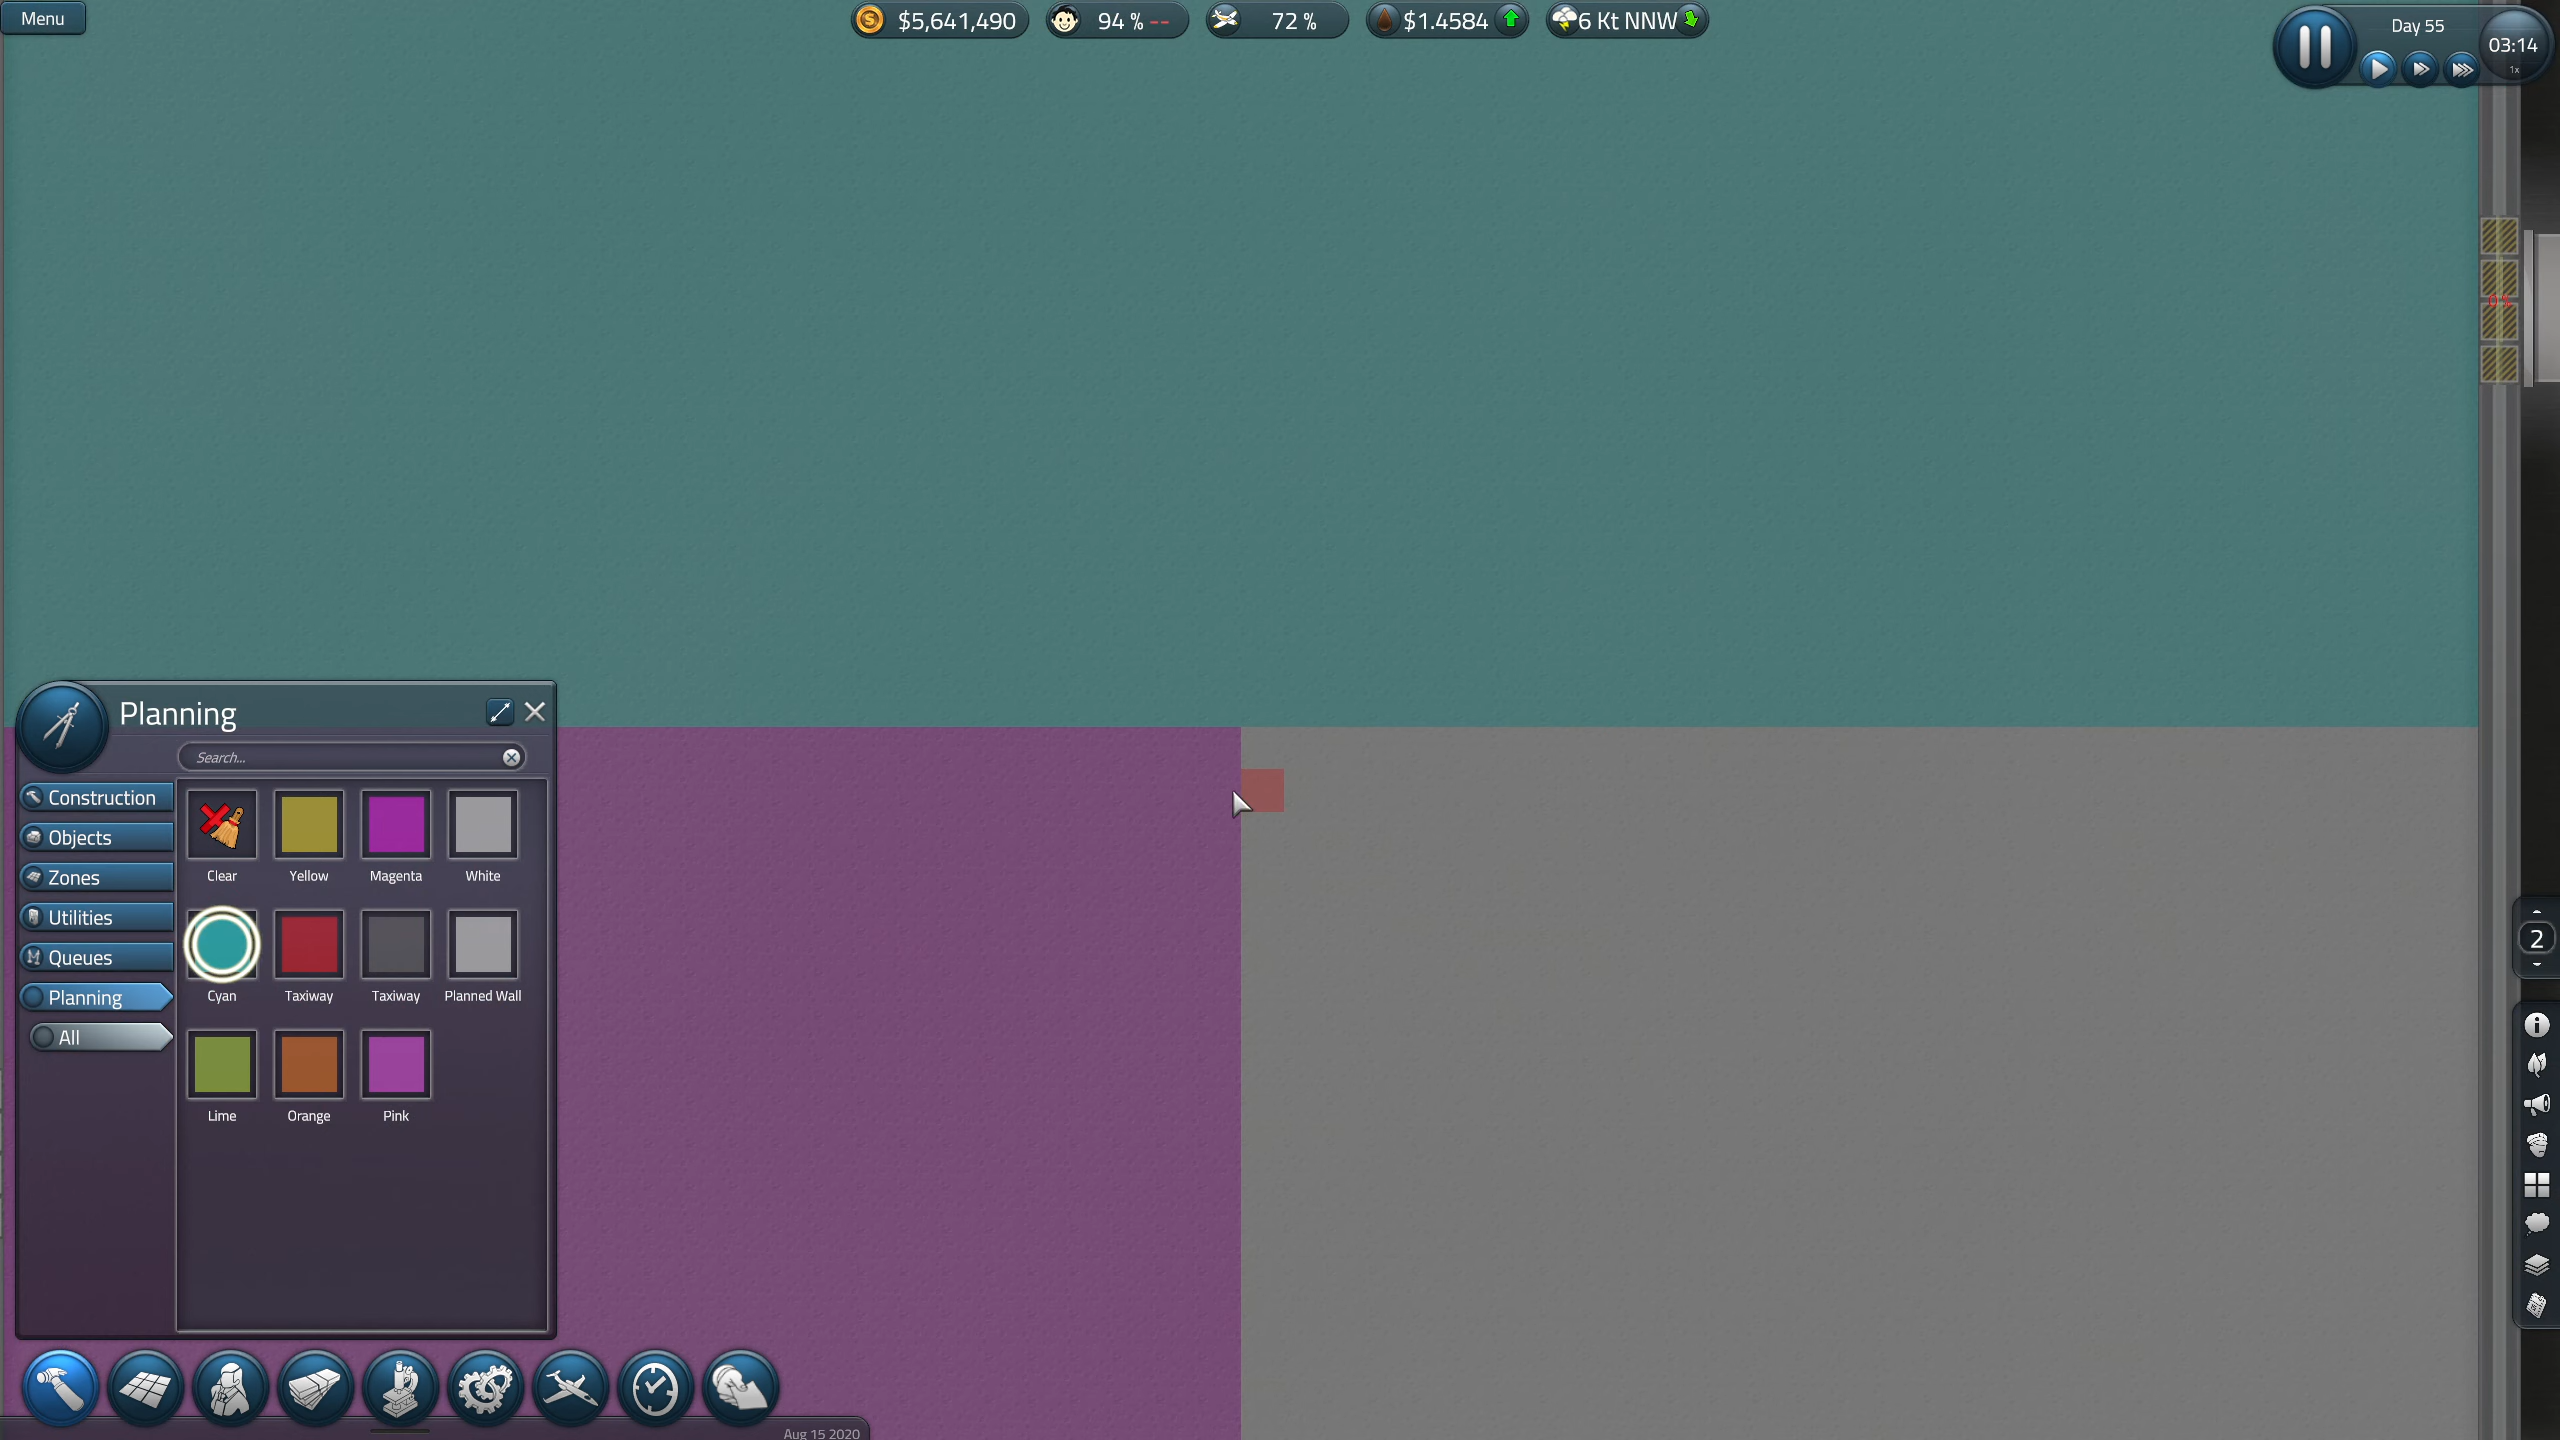 Menu
$5,641,490
94 % --
72 %
$1.4584
6 Kt NNW
Day 55
03:14
1x
Planning
Search...
Construction
Objects
Zones
Utilities
Queues
Planning
All
Clear
Yellow
Magenta
White
Cyan
Taxiway
Taxiway
Planned Wall
Lime
Orange
Pink
2
Aug 15 2020